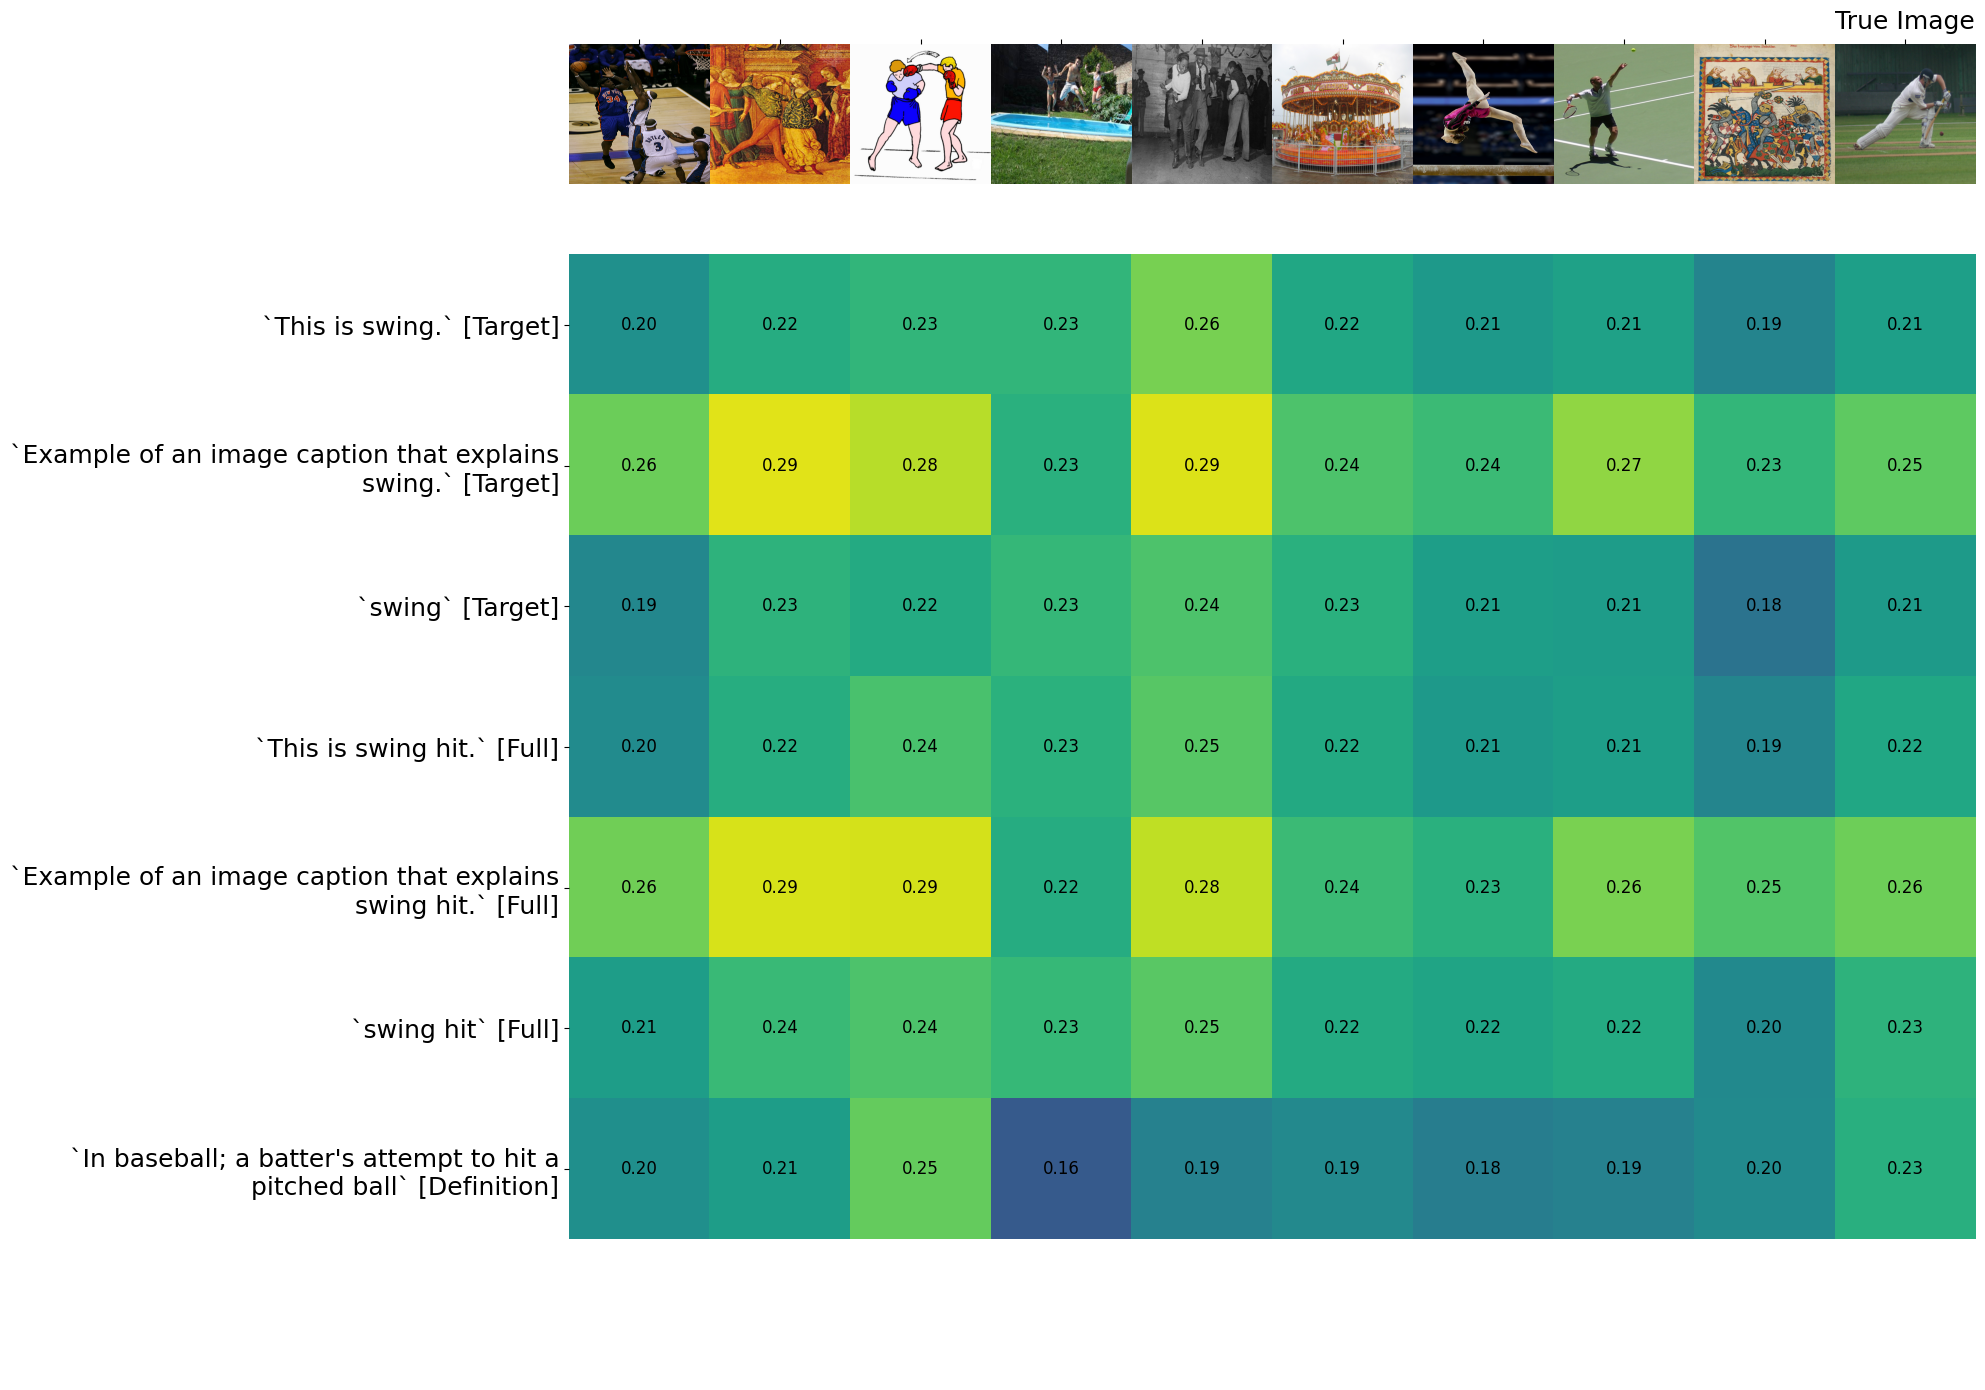 True Image
`This is swing.` [Target]
0.20 0.22 0.23 0.23 0.26 0.22 0.21 0.21 0.19 0.21
`Example of an image caption that explains
swing.` [Target]
0.26 0.29 0.28 0.23 0.29 0.24 0.24 0.27 0.23 0.25
`swing` [Target]
0.19 0.23 0.22 0.23 0.24 0.23 0.21 0.21 0.18 0.21
`This is swing hit.` [Full]
0.20 0.22 0.24 0.23 0.25 0.22 0.21 0.21 0.19 0.22
`Example of an image caption that explains
swing hit.` [Full]
0.26 0.29 0.29 0.22 0.28 0.24 0.23 0.26 0.25 0.26
`swing hit` [Full]
0.21 0.24 0.24 0.23 0.25 0.22 0.22 0.22 0.20 0.23
`In baseball; a batter's attempt to hit a
pitched ball` [Definition]
0.20 0.21 0.25 0.16 0.19 0.19 0.18 0.19 0.20 0.23